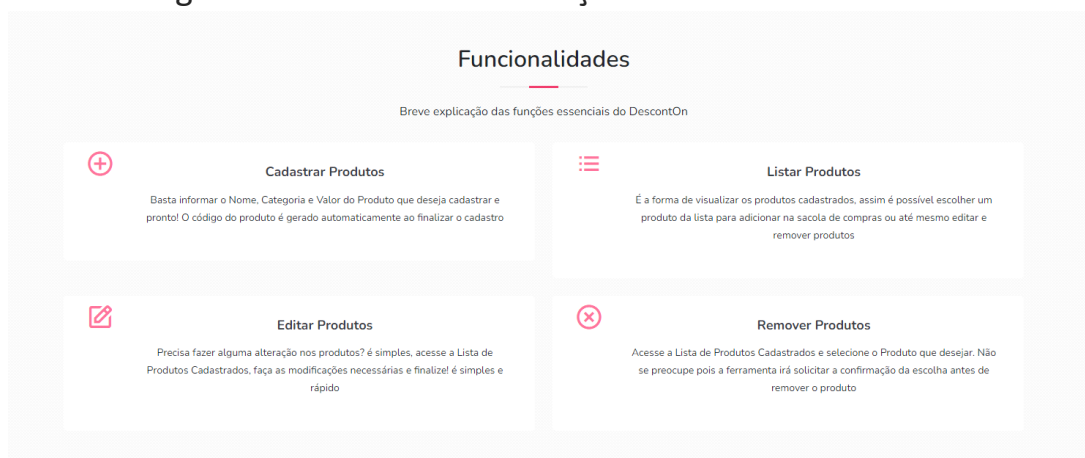 Funcionalidades
Breve explicação das funções essenciais do DescontOn
Cadastrar Produtos
Basta informar o Nome, Categoria e Valor do Produto que deseja cadastrar e
pronto! O código do produto é gerado automaticamente ao finalizar o cadastro
Listar Produtos
É a forma de visualizar os produtos cadastrados, assim é possível escolher um
produto da lista para adicionar na sacola de compras ou até mesmo editar e
remover produtos
Editar Produtos
Precisa fazer alguma alteração nos produtos? é simples, acesse a Lista de
Produtos Cadastrados, faça as modificações necessárias e finalize! é simples e
rápido
Remover Produtos
Acesse a Lista de Produtos Cadastrados e selecione o Produto que desejar. Não
se preocupe pois a ferramenta irá solicitar a confirmação da escolha antes de
remover o produto